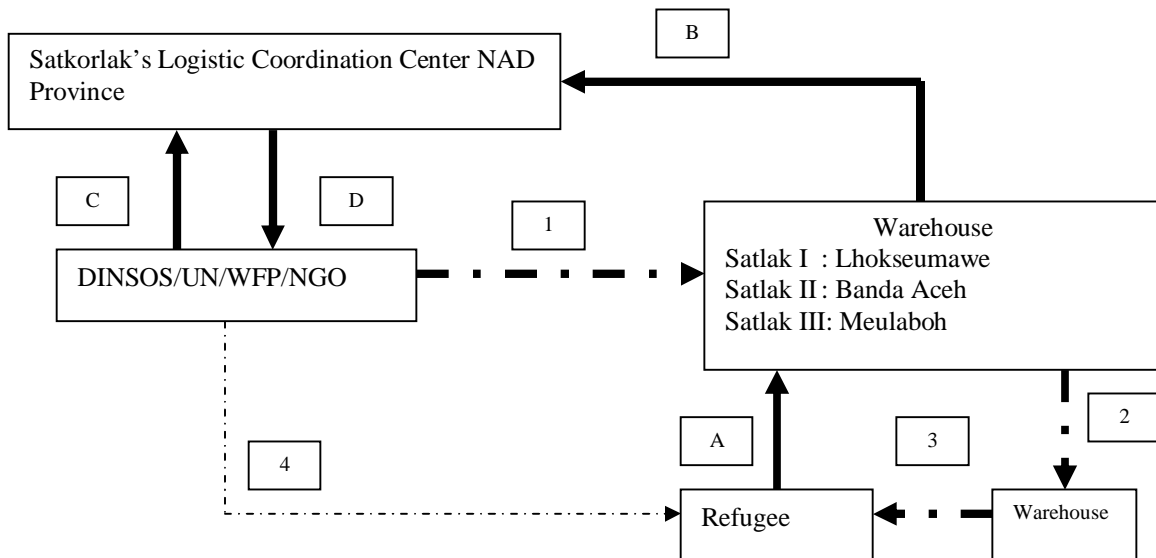 B
Satkorlak’s Logistic Coordination Center NAD
Province
C
D
1
DINSOS/UN/WFP/NGO
Warehouse
Satlak I : Lhokseumawe
Satlak II : Banda Aceh
Satlak III: Meulaboh
4
A
3
2
Refugee
Warehouse